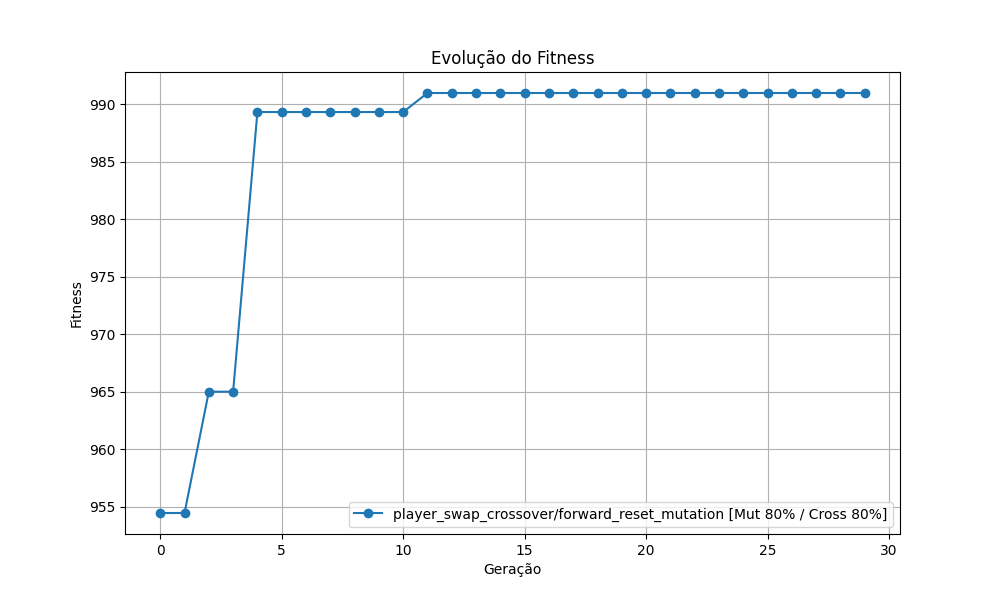 Evolução do Fitness
Fitness
990
985
980
975
970
965
960
955
player_swap_crossover/forward_reset_mutation [Mut 80% / Cross 80%]
0 5 10 15 20 25 30
Geração